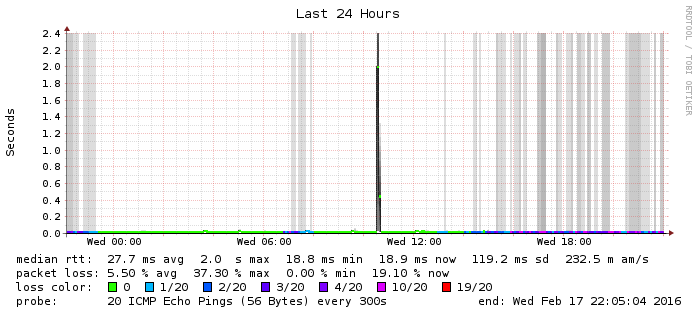 Last 24 Hours
RRDTOOL / TOBI OETIKER
Seconds
2.4
2.2
2.0
1.8
1.6
1.4
1.2
1.0
0.8
0.6
0.4
0.2
0.0
Wed 00:00 Wed 06:00 Wed 12:00 Wed 18:00
median rtt: 27.7 ms avg 2.0 s max 18.8 ms min 18.9 ms now 119.2 ms sd 232.5 m am/s
packet loss: 5.50 % avg 37.30 % max 0.00 % min 19.10 % now
loss color: 0 1/20 2/20 3/20 4/20 10/20 19/20
probe: 20 ICMP Echo Pings (56 Bytes) every 300s end: Wed Feb 17 22:05:04 2016